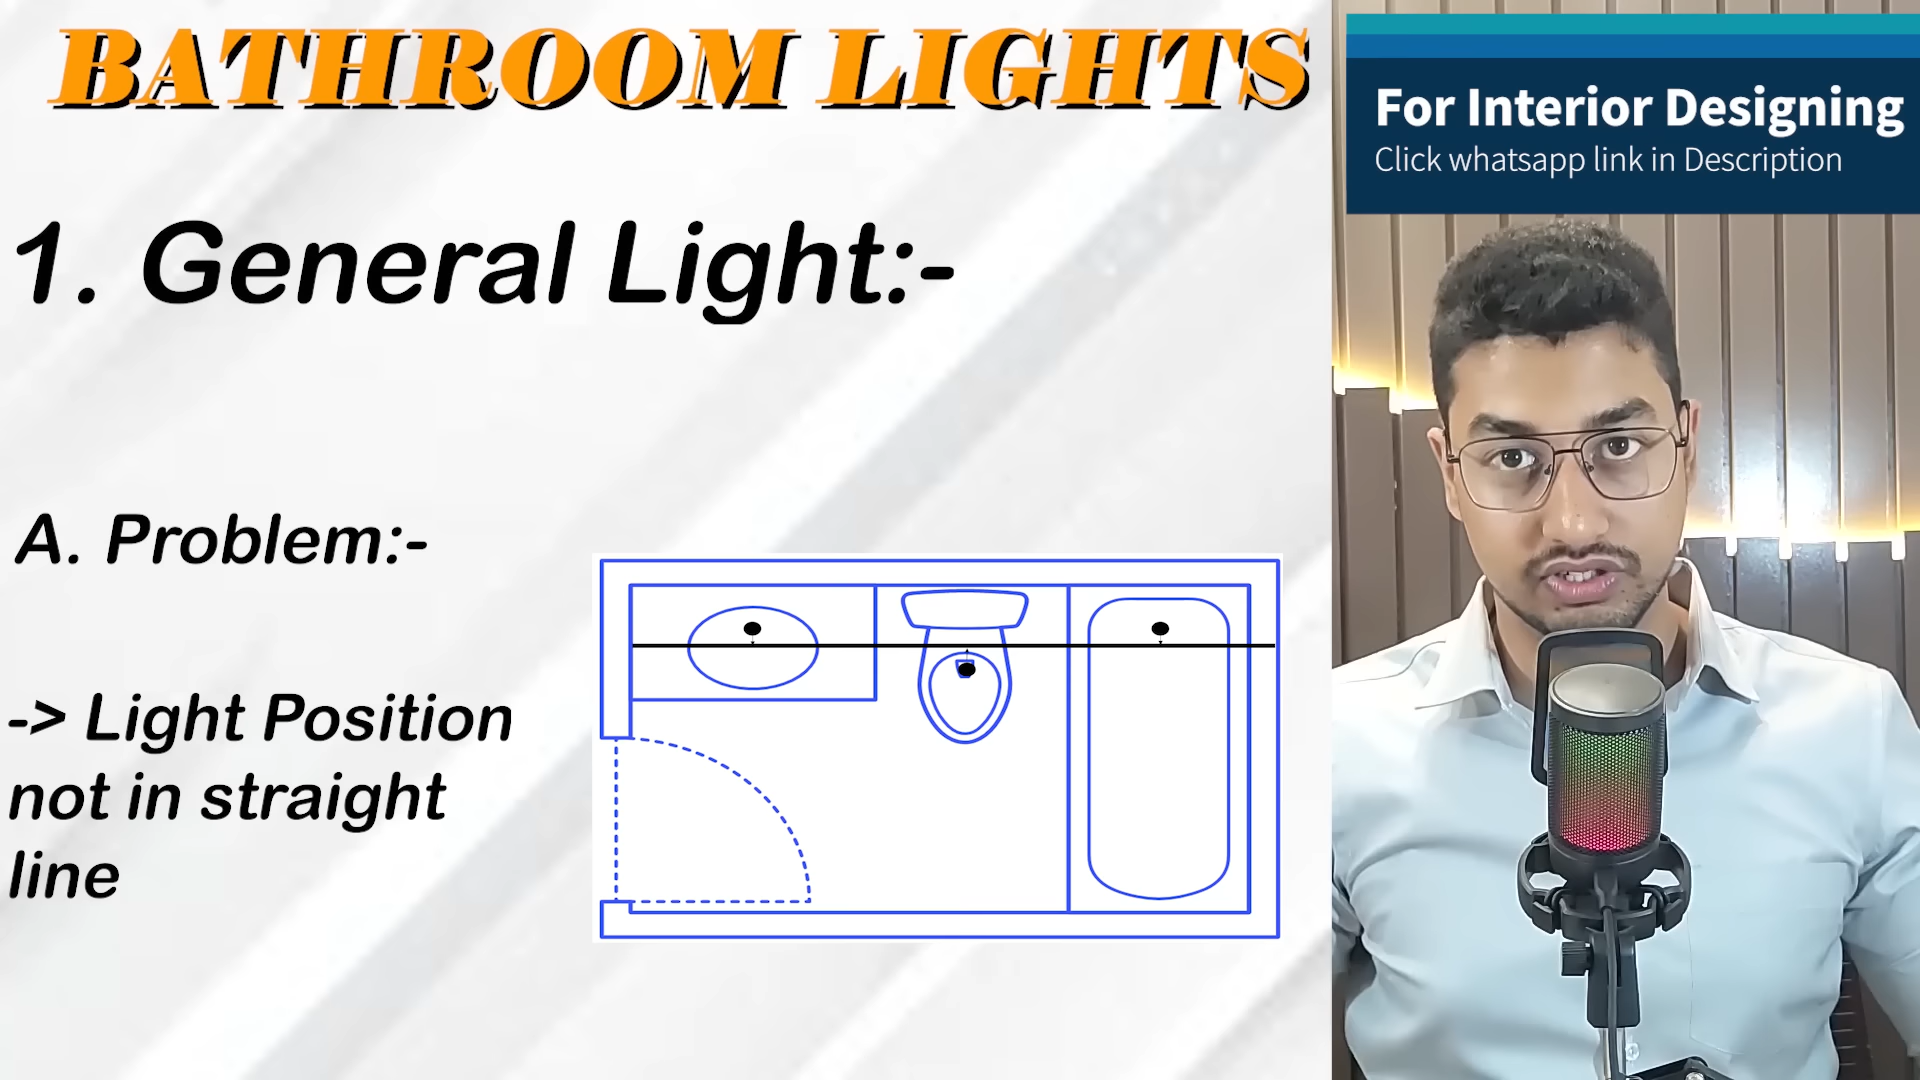 BATHROOM LIGHTS
For Interior Designing
Click whatsapp link in Description
1. General Light:-
A. Problem:-
-> Light Position
not in straight
line